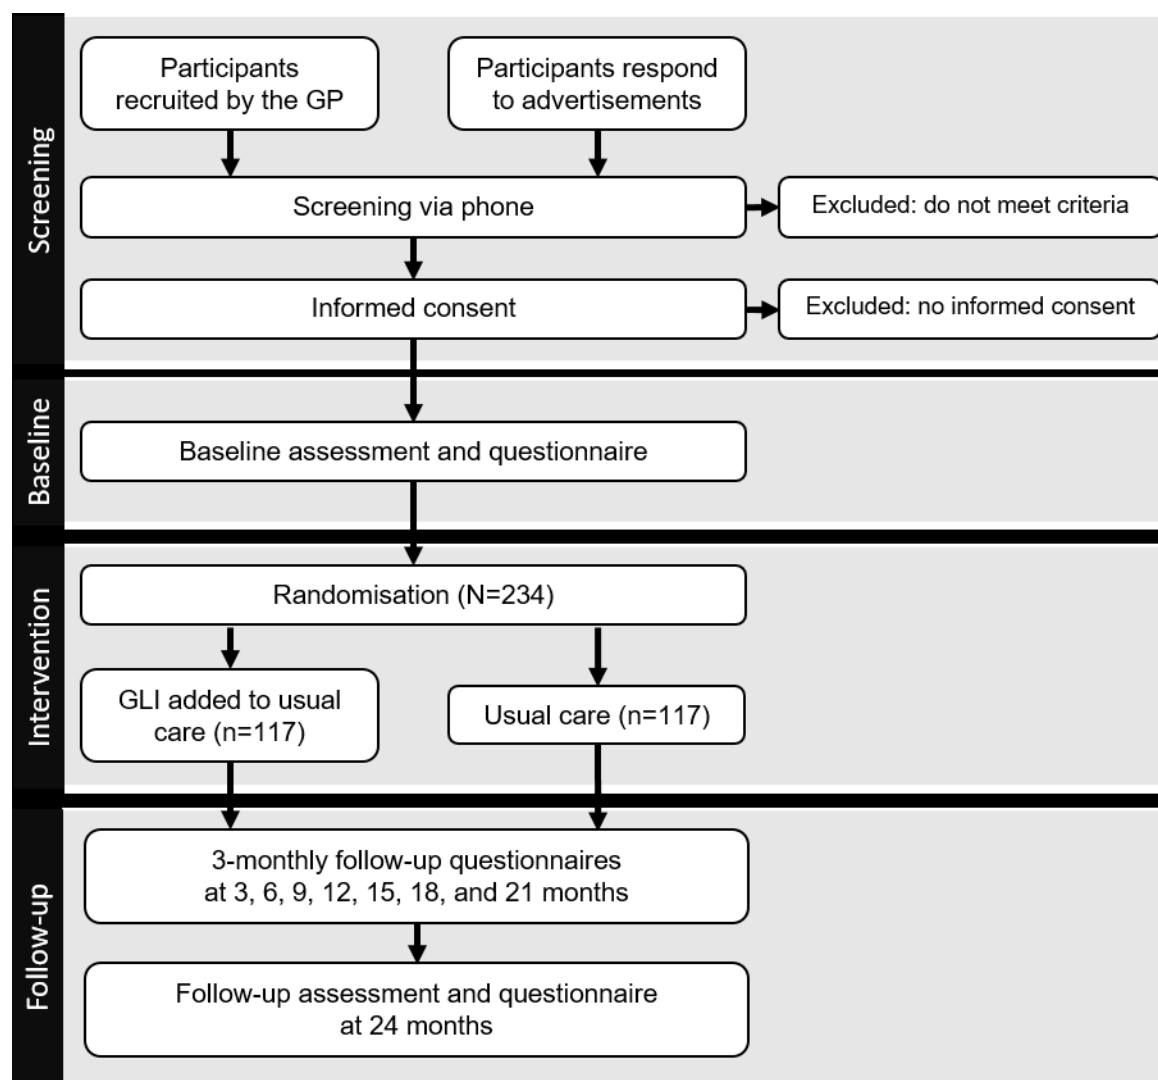 Screening
Participants
recruited by the GP
Participants respond
to advertisements
Screening via phone
Excluded: do not meet criteria
Informed consent
Excluded: no informed consent
Baseline
Baseline assessment and questionnaire
Intervention
Randomisation (N=234)
GLI added to usual
care (n=117)
Usual care (n=117)
Follow-up
3-monthly follow-up questionnaires
at 3, 6, 9, 12, 15, 18, and 21 months
Follow-up assessment and questionnaire
at 24 months